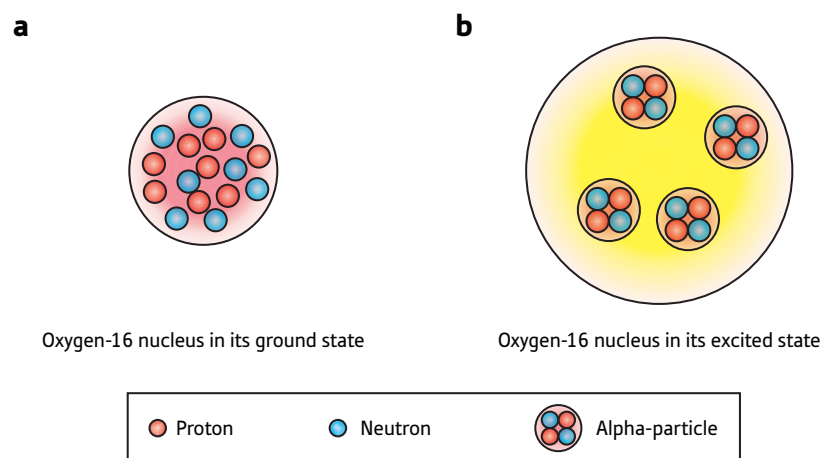 a
b
Oxygen-16 nucleus in its ground state
Oxygen-16 nucleus in its excited state
Proton
Neutron
Alpha-particle